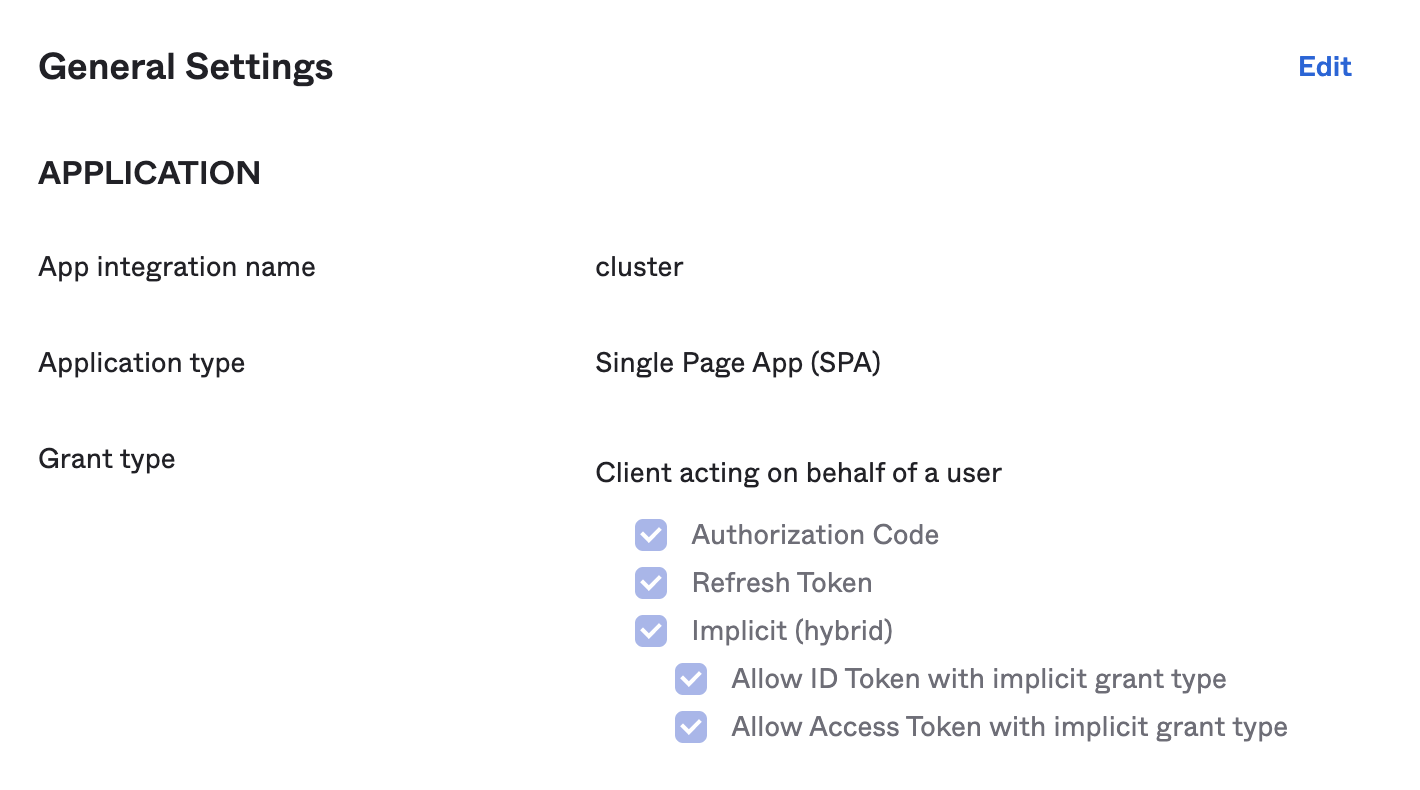 General Settings
Edit
APPLICATION
App integration name
cluster
Application type
Single Page App (SPA)
Grant type
Client acting on behalf of a user
Authorization Code
Refresh Token
Implicit (hybrid)
Allow ID Token with implicit grant type
Allow Access Token with implicit grant type